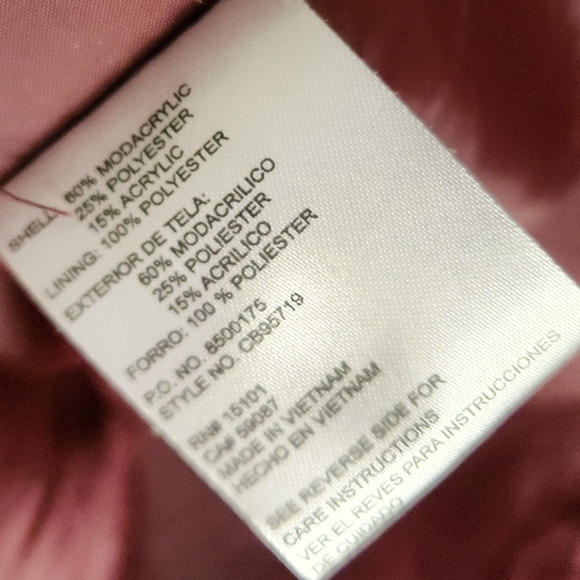 SHELL: 60% MODACRYLIC
25% POLYESTER
15% ACRYLIC
LINING: 100% POLYESTER
EXTERIOR DE TELA:
60% MODACRILICO
25% POLIESTER
15% ACRILICO
FORRO: 100 % POLIESTER
P.O. NO. 8500175
STYLE NO. CB95719
RN# 15101
CA# 59087
MADE IN VIETNAM
HECHO EN VIETNAM
SEE REVERSE SIDE FOR
CARE INSTRUCTIONS
VER EL REVES PARA INSTRUCCIONES
DE CUIDADO